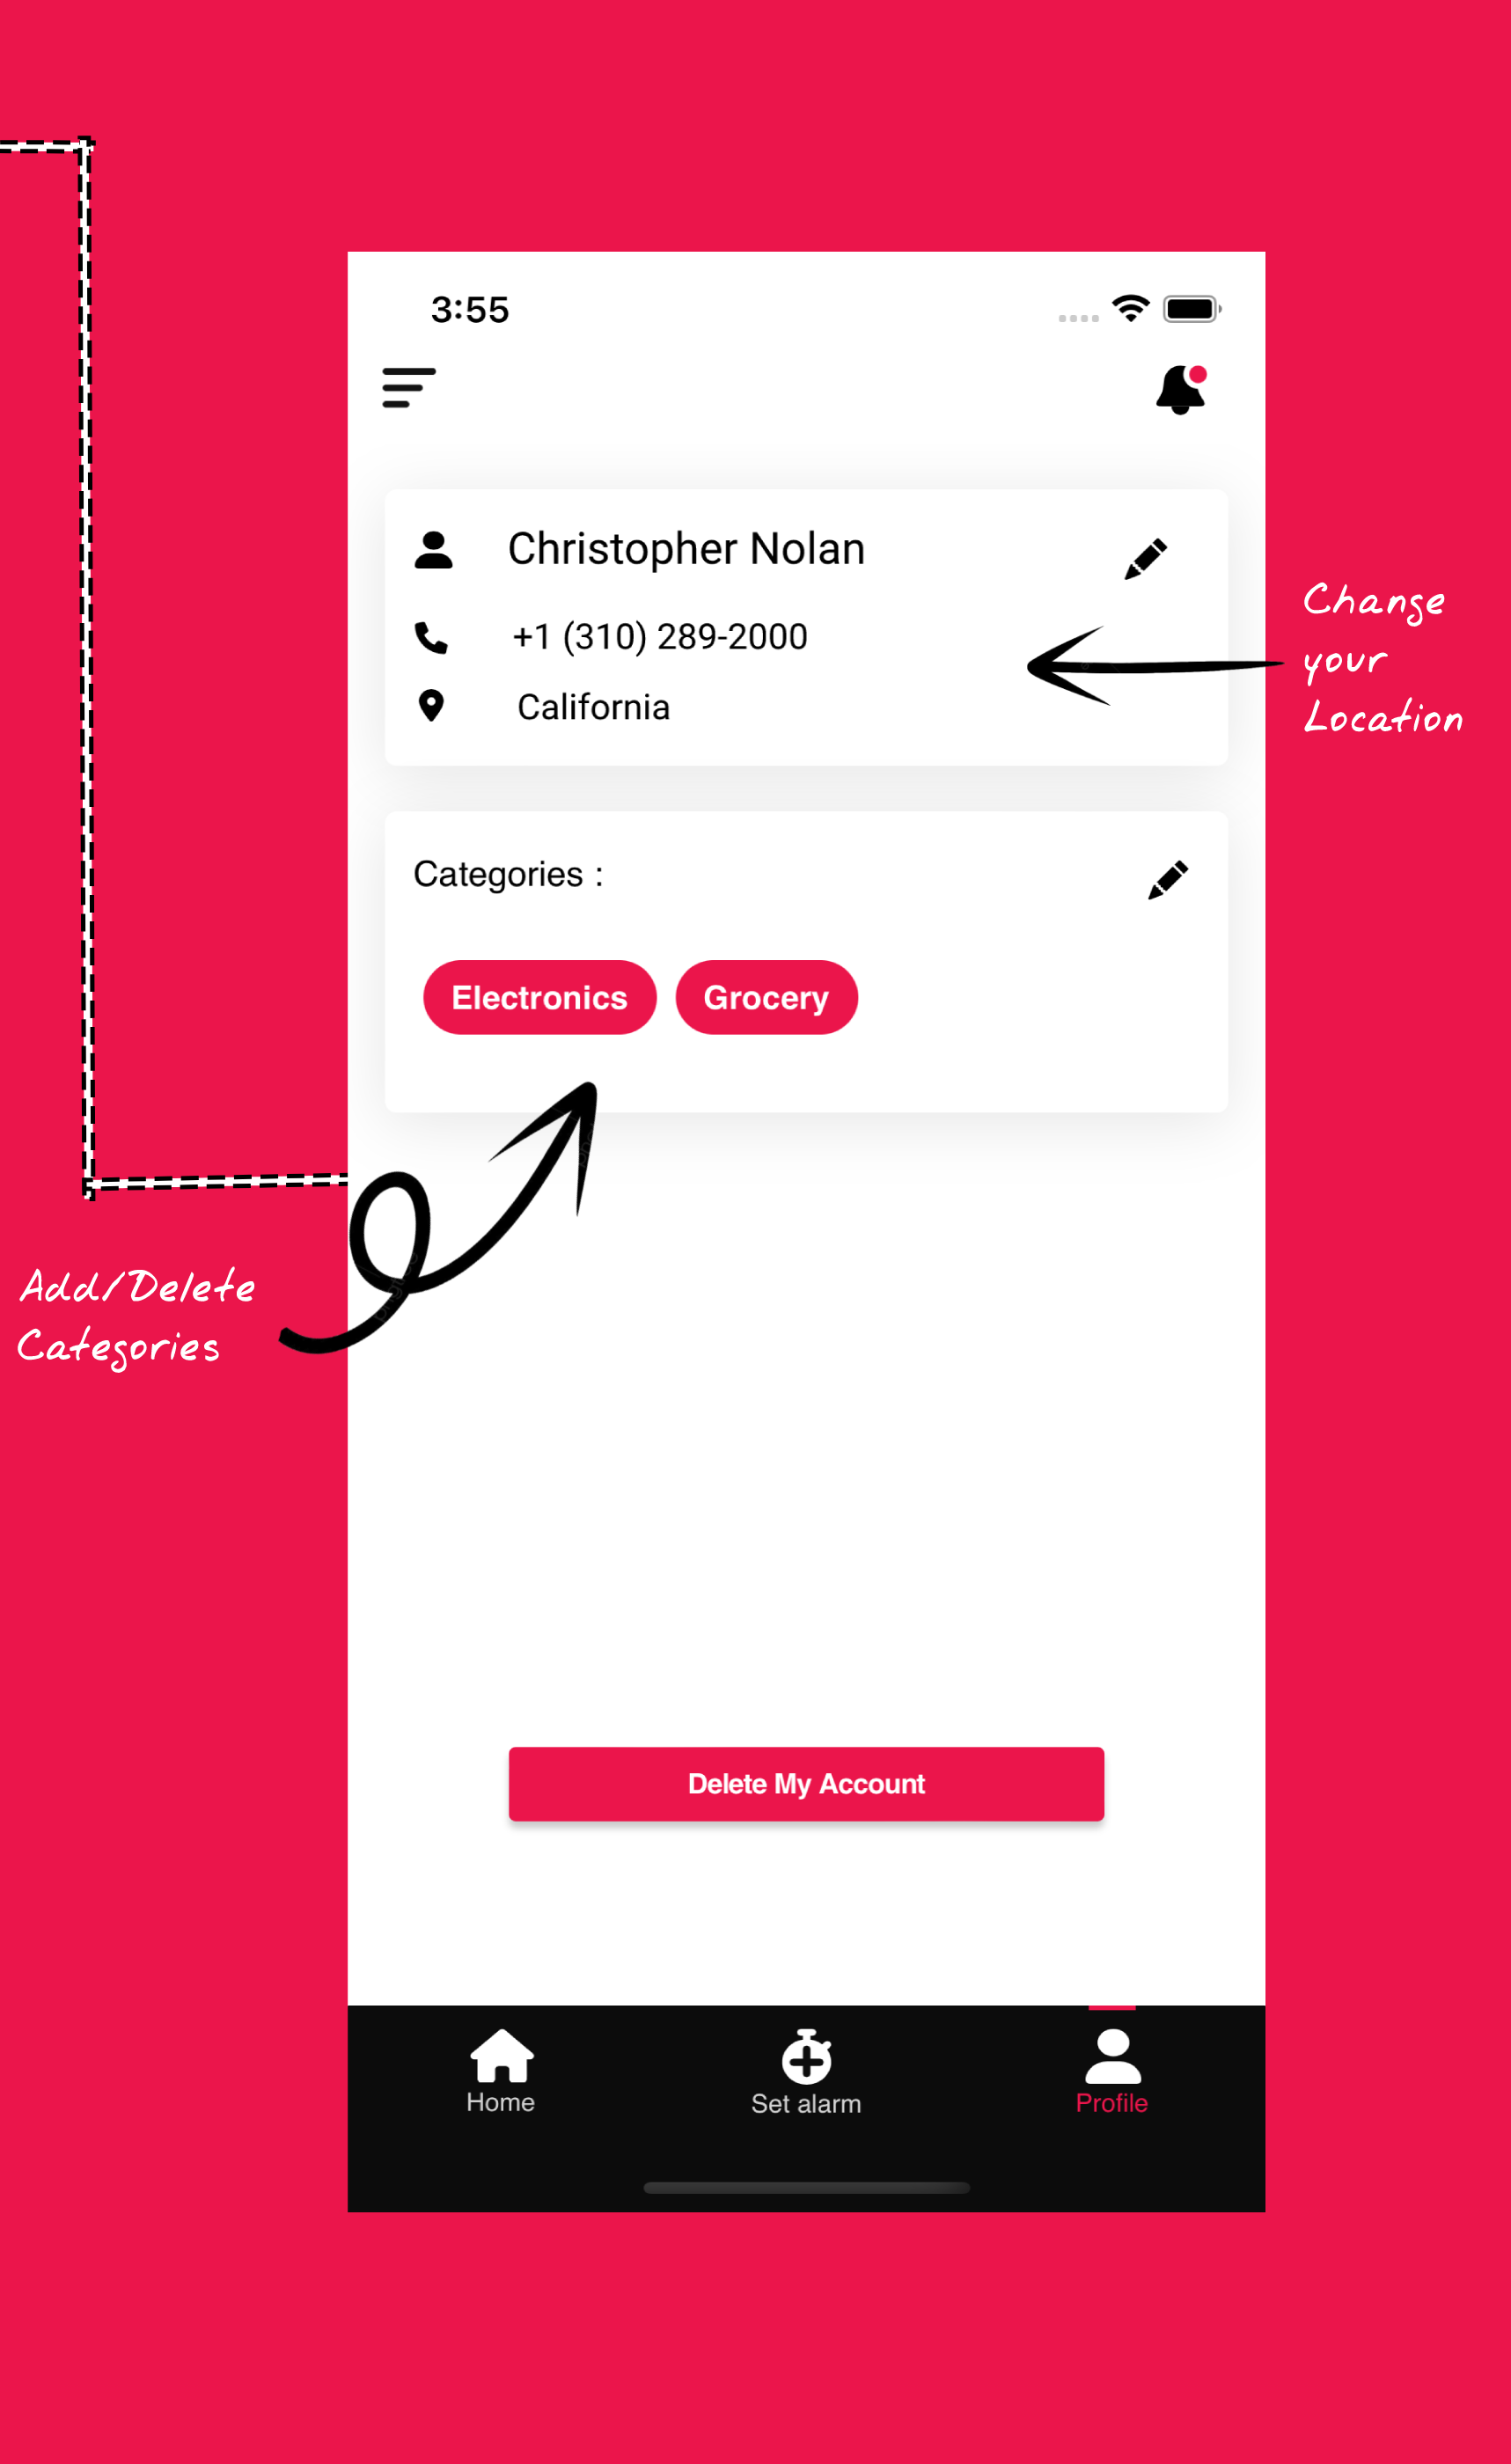 3:55
Christopher Nolan
+1 (310) 289-2000
California
Change
your
Location
Categories :
Electronics
Grocery
Add/Delete
Categories
Delete My Account
Home
Set alarm
Profile